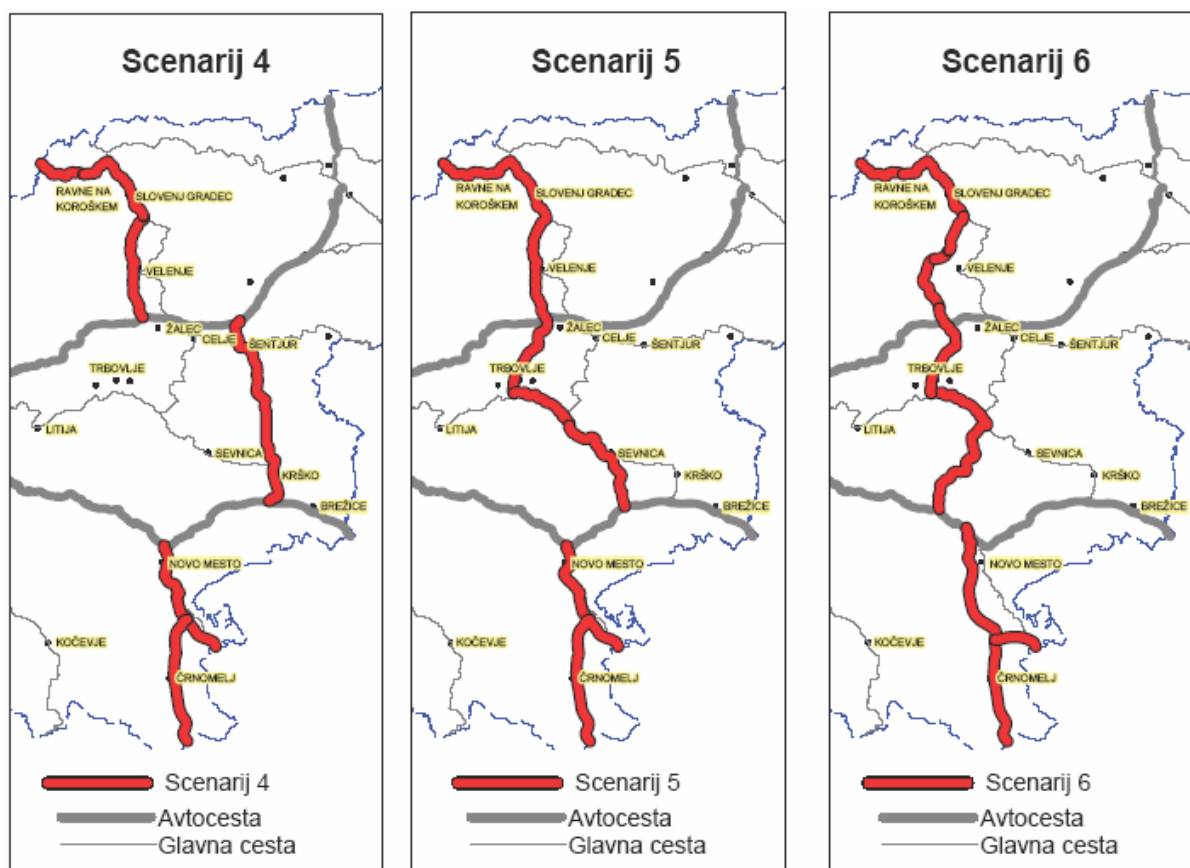 Scenarij 4
RAVNE NA
KOROŠKEM
SLOVENJ GRADEC
VELENJE
ŽALEC
CELJE
ŠENTJUR
TRBOVLJE
LITIJA
SEVNICA
KRŠKO
BREŽICE
NOVO MESTO
KOČEVJE
ČRNOMELJ
Scenarij 4
Avtocesta
Glavna cesta
Scenarij 5
RAVNE NA
KOROŠKEM
SLOVENJ GRADEC
VELENJE
ŽALEC
CELJE
ŠENTJUR
TRBOVLJE
LITIJA
SEVNICA
KRŠKO
BREŽICE
NOVO MESTO
KOČEVJE
ČRNOMELJ
Scenarij 5
Avtocesta
Glavna cesta
Scenarij 6
RAVNE NA
KOROŠKEM
SLOVENJ GRADEC
VELENJE
ŽALEC
CELJE
ŠENTJUR
TRBOVLJE
LITIJA
SEVNICA
KRŠKO
BREŽICE
NOVO MESTO
KOČEVJE
ČRNOMELJ
Scenarij 6
Avtocesta
Glavna cesta